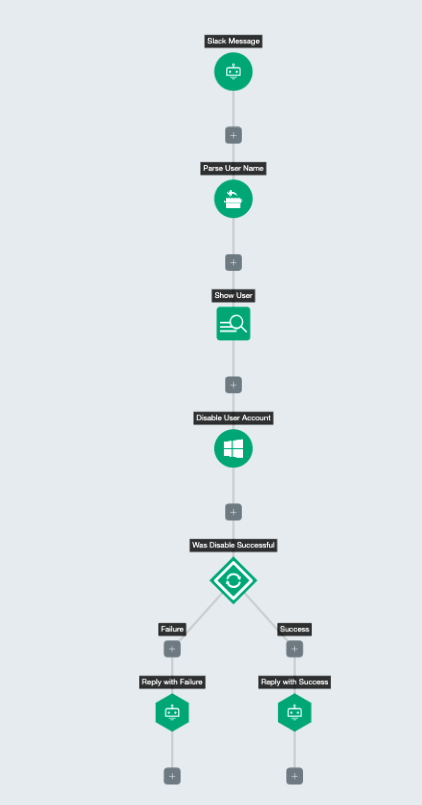 Slack Message
Parse User Name
Show User
Disable User Account
Was Disable Successful
Failure
Success
Reply with Failure
Reply with Success